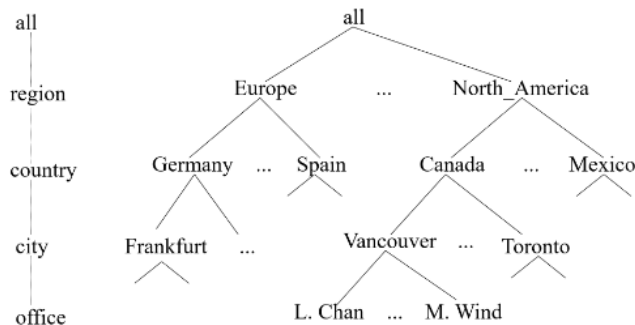 all all
region Europe ... North_America
country Germany ... Spain Canada ... Mexico
city Frankfurt ... Vancouver ... Toronto
office L. Chan ... M. Wind